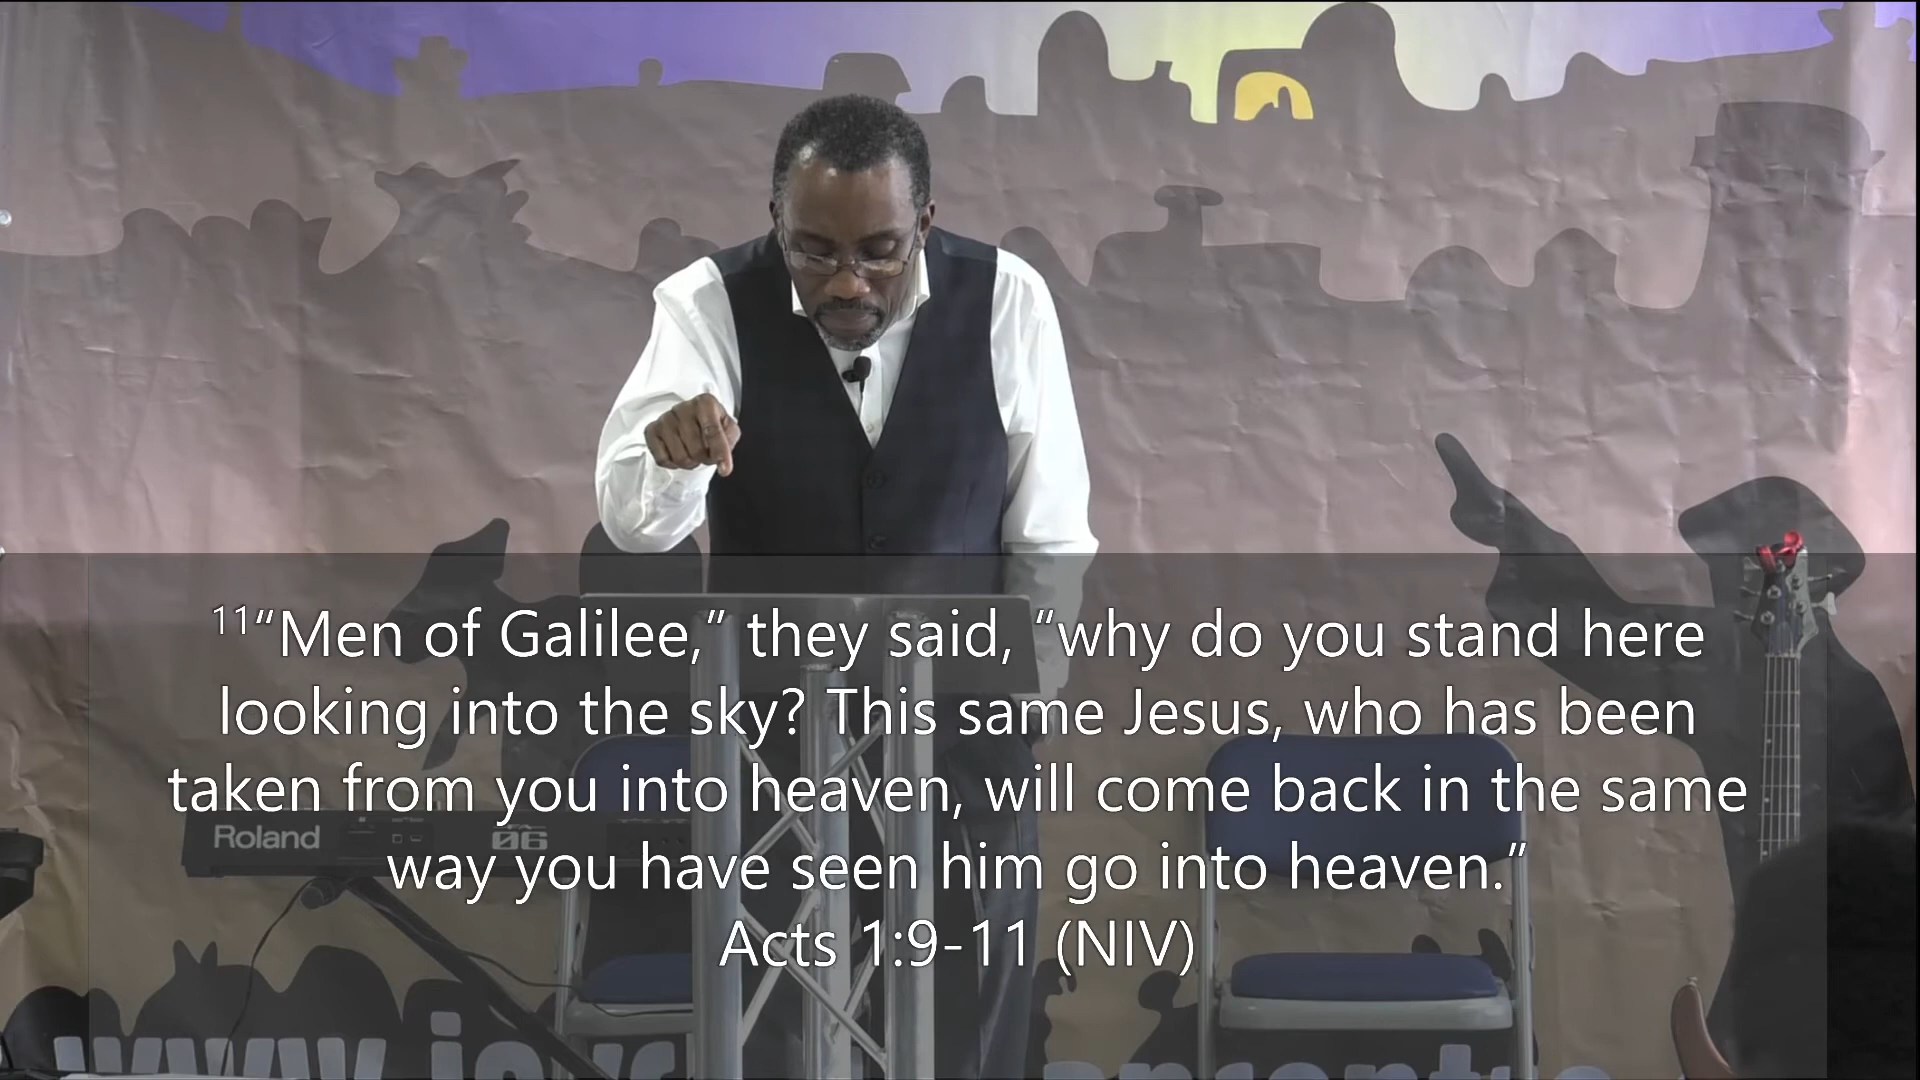 ¹¹“Men of Galilee,” they said, “why do you stand here
looking into the sky? This same Jesus, who has been
taken from you into heaven, will come back in the same
way you have seen him go into heaven.”
Acts 1:9-11 (NIV)
Roland
FA-06